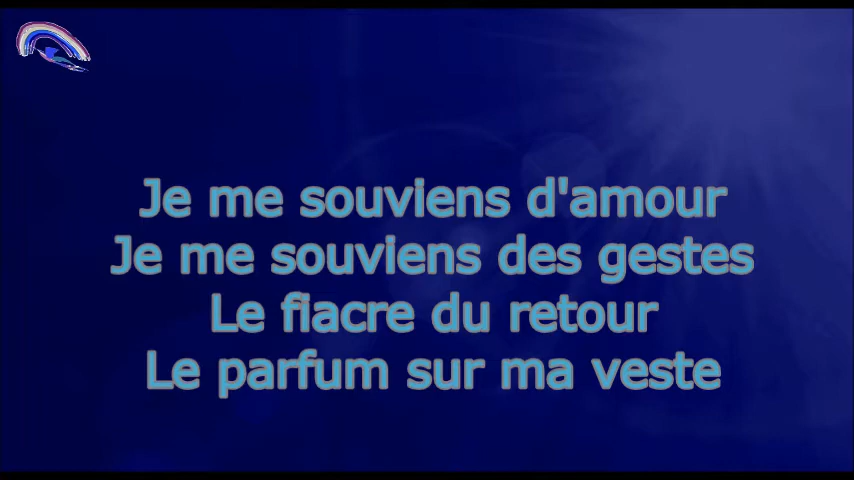 Je me souviens d'amour
Je me souviens des gestes
Le fiacre du retour
Le parfum sur ma veste